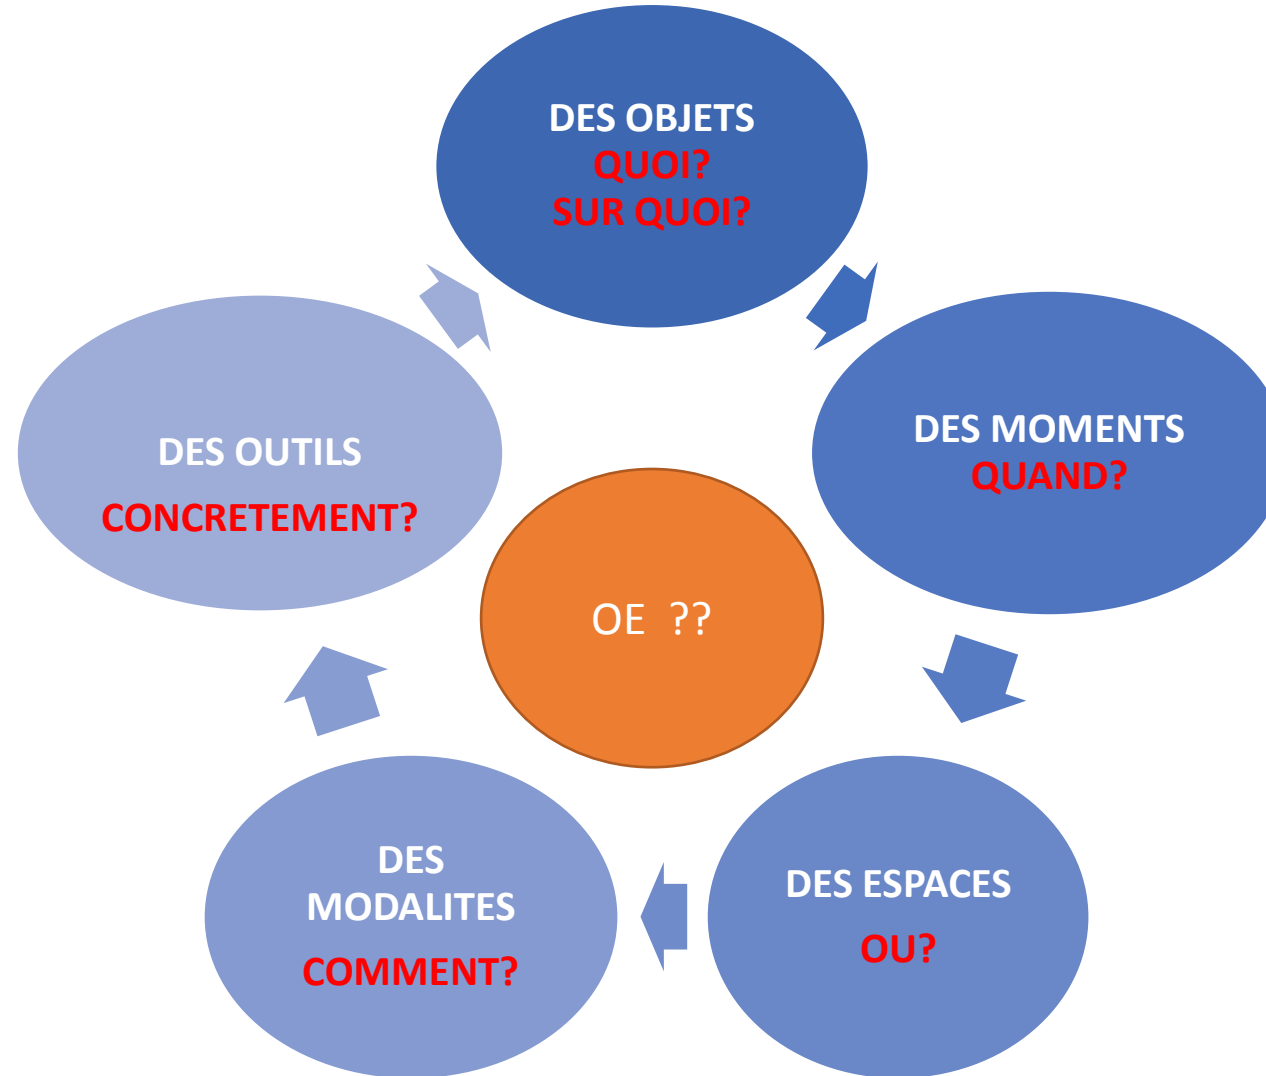 DES OBJETS
QUOI?
SUR QUOI?
DES MOMENTS
QUAND?
DES ESPACES
OU?
DES
MODALITES
COMMENT?
DES OUTILS
CONCRETEMENT?
OE ??